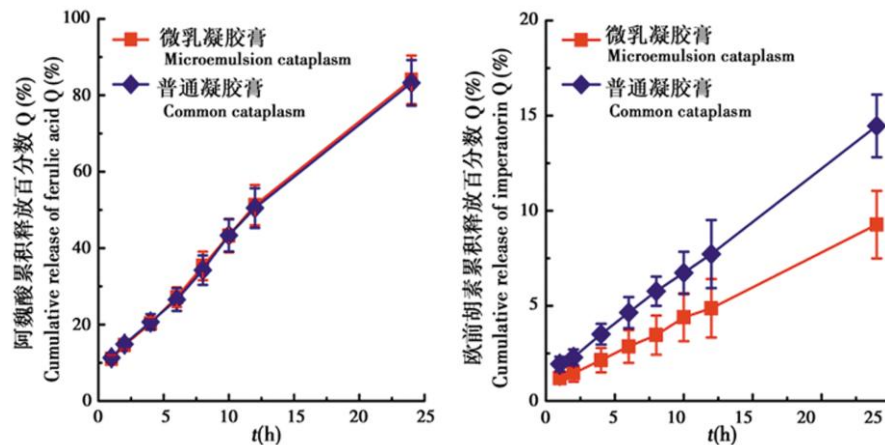 阿魏酸累积释放百分数 Q (%)
Cumulative release of ferulic acid Q (%)
100
80
60
40
20
0
微乳凝胶膏
Microemulsion cataplasm
普通凝胶膏
Common cataplasm
0 5 10 15 20 25
t(h)
欧前胡素累积释放百分数 Q (%)
Cumulative release of imperatorin Q (%)
20
15
10
5
0
微乳凝胶膏
Microemulsion cataplasm
普通凝胶膏
Common cataplasm
0 5 10 15 20 25
t(h)